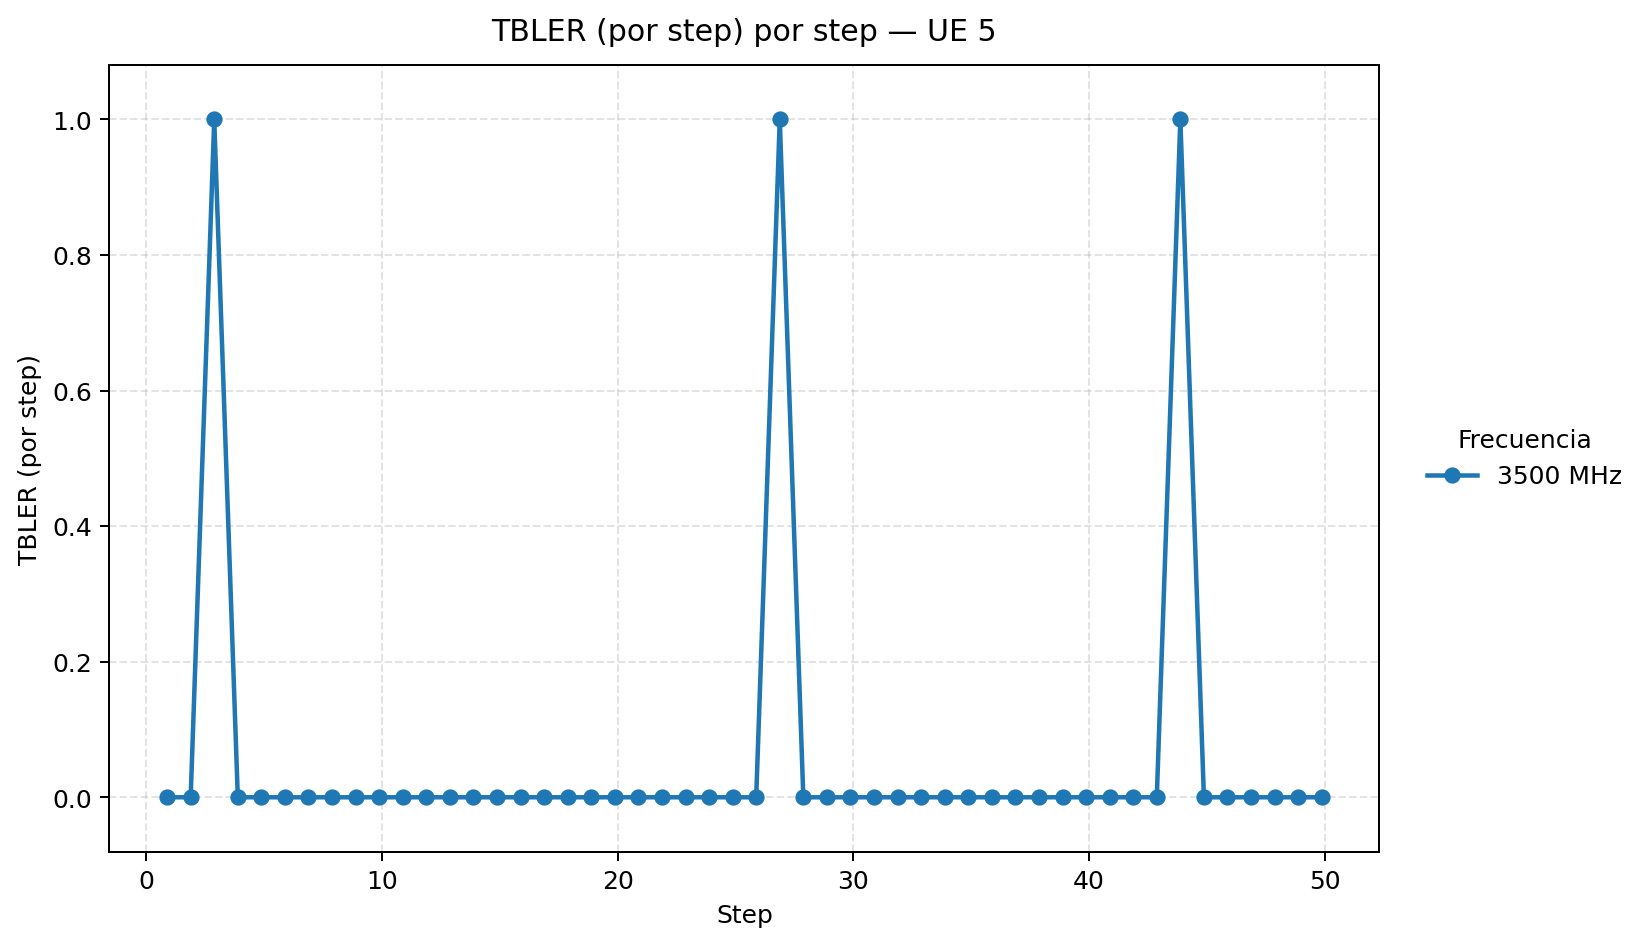 TBLER (por step) por step — UE 5
TBLER (por step)
1.0
0.8
0.6
0.4
0.2
0.0
0 10 20 30 40 50
Step
Frecuencia
3500 MHz